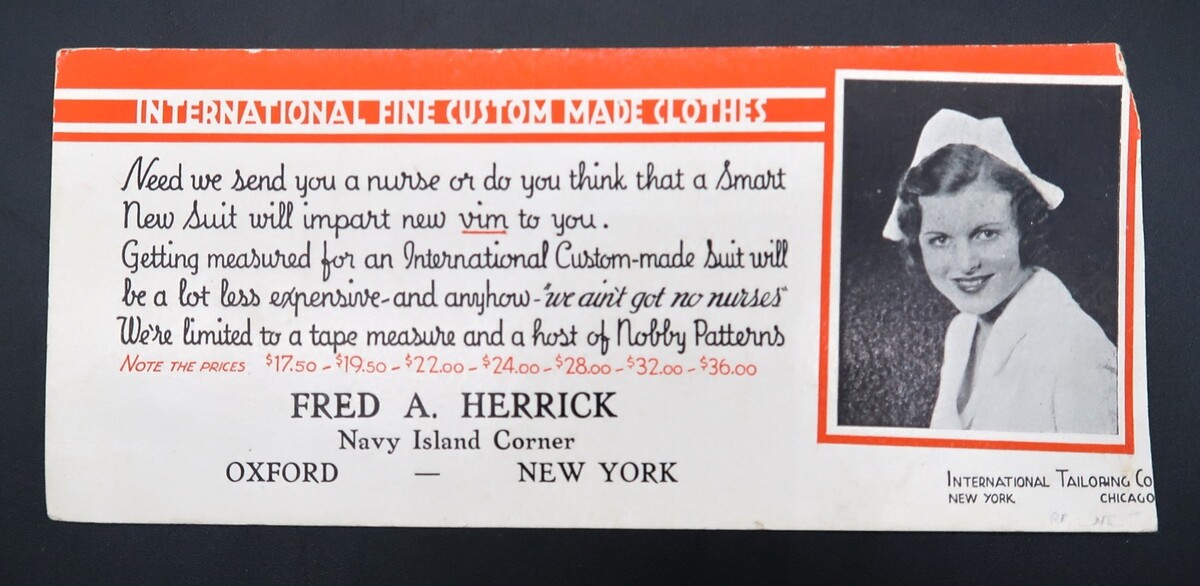 INTERNATIONAL FINE CUSTOM MADE CLOTHES
Need we send you a nurse or do you think that a Smart
New Suit will impart new vim to you.
Getting measured for an International Custom-made Suit will
be a lot less expensive-and anyhow-"we ain't got no nurses"
We're limited to a tape measure and a host of Nobby Patterns
NOTE THE PRICES $17.50-$19.50-$22.00-$24.00-$28.00-$32.00-$36.00
FRED A. HERRICK
Navy Island Corner
OXFORD — NEW YORK
INTERNATIONAL TAILORING CO
NEW YORK CHICAGO